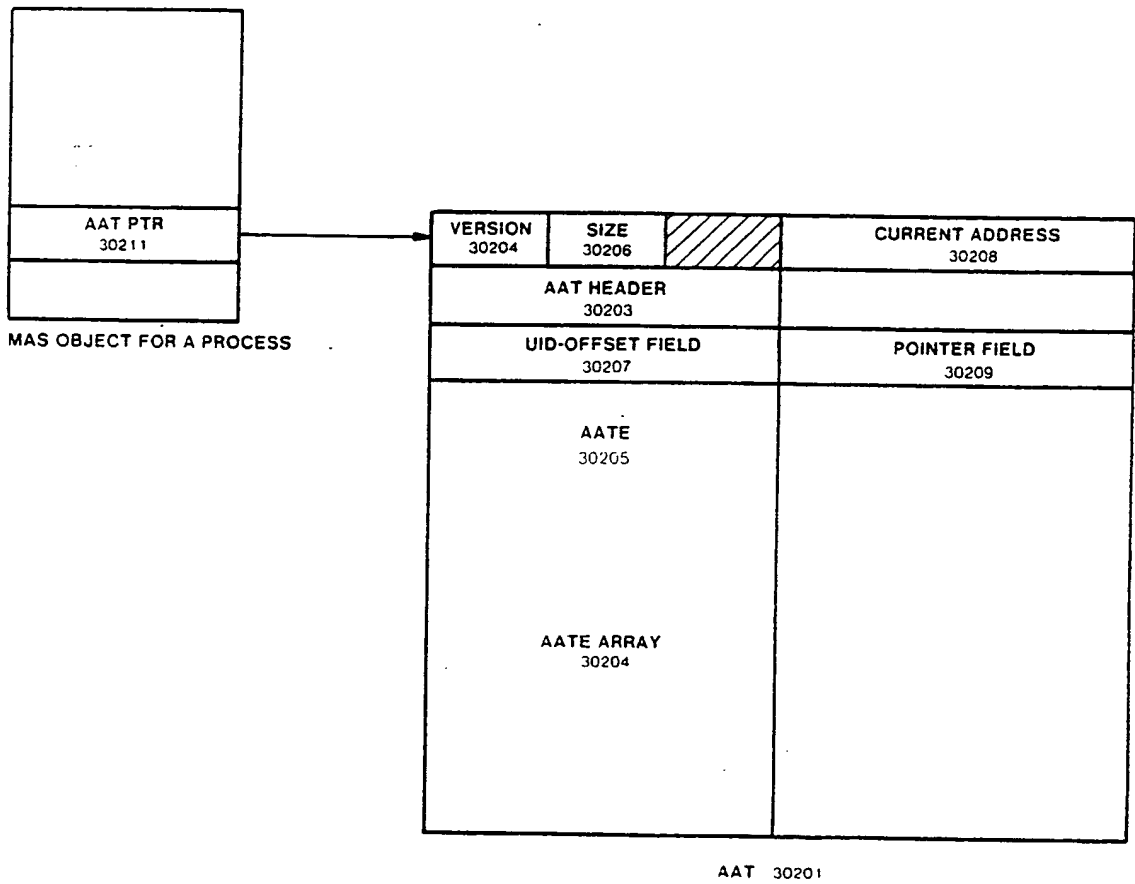 AAT PTR
30211
MAS OBJECT FOR A PROCESS
VERSION
30204
SIZE
30206
CURRENT ADDRESS
30208
AAT HEADER
30203
UID-OFFSET FIELD
30207
POINTER FIELD
30209
AATE
30205
AATE ARRAY
30204
AAT 30201